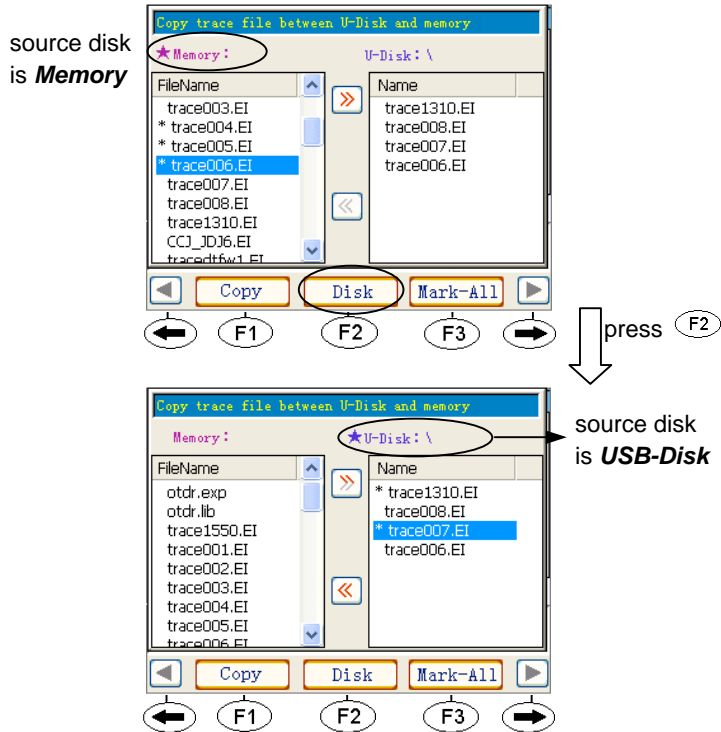 Copy trace file between U-Disk and memory
source disk
is Memory
★Memory:
U-Disk:\
FileName
trace003.EI
* trace004.EI
* trace005.EI
* trace006.EI
trace007.EI
trace008.EI
trace1310.EI
CCJ_JDJ6.EI
tracedtfw1.EI
Name
trace1310.EI
trace008.EI
trace007.EI
trace006.EI
Copy
Disk
Mark-All
F1
F2
F3
press F2
Copy trace file between U-Disk and memory
Memory:
★U-Disk:\
source disk
is USB-Disk
FileName
otdr.exp
otdr.lib
trace1550.EI
trace001.EI
trace002.EI
trace003.EI
trace004.EI
trace005.EI
trace006.EI
Name
* trace1310.EI
trace008.EI
* trace007.EI
trace006.EI
Copy
Disk
Mark-All
F1
F2
F3